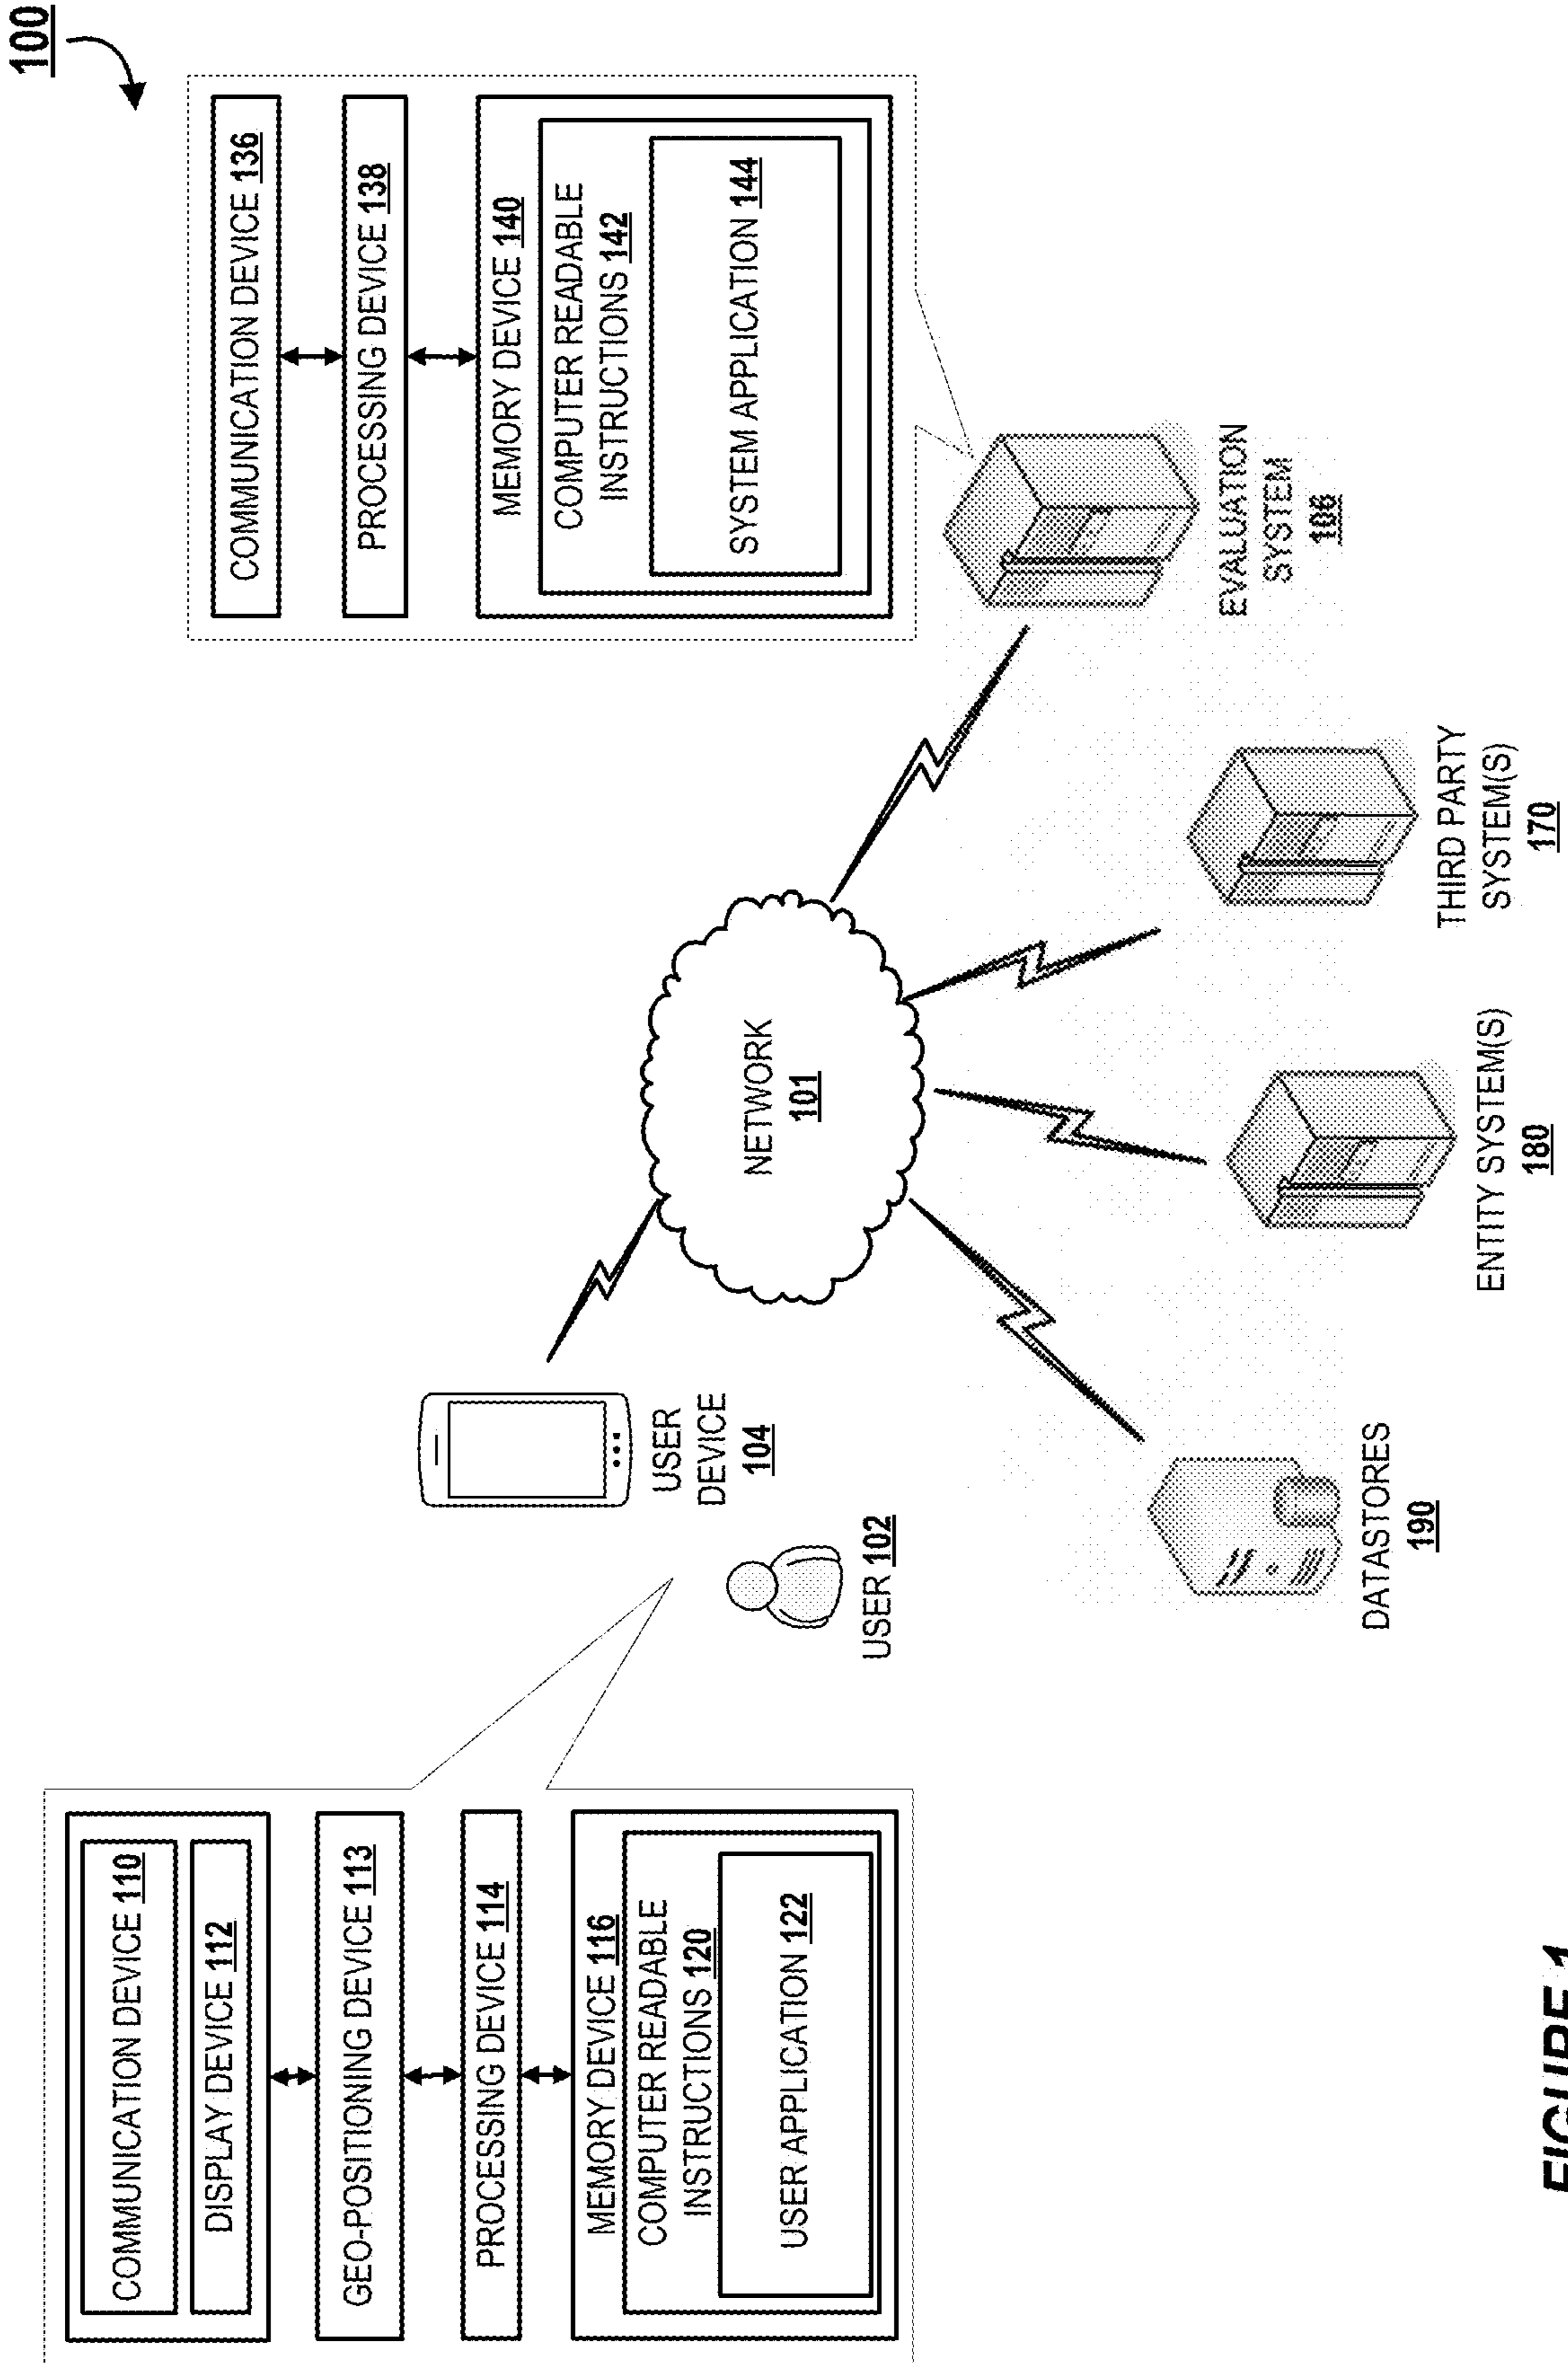 100
COMMUNICATION DEVICE 110
DISPLAY DEVICE 112
GEO-POSITIONING DEVICE 113
PROCESSING DEVICE 114
MEMORY DEVICE 116
COMPUTER READABLE
INSTRUCTIONS 120
USER APPLICATION 122
USER
DEVICE
104
USER 102
NETWORK
101
COMMUNICATION DEVICE 136
PROCESSING DEVICE 138
MEMORY DEVICE 140
COMPUTER READABLE
INSTRUCTIONS 142
SYSTEM APPLICATION 144
EVALUATION
SYSTEM
106
THIRD PARTY
SYSTEM(S)
170
ENTITY SYSTEM(S)
180
DATASTORES
190
FIGURE 1